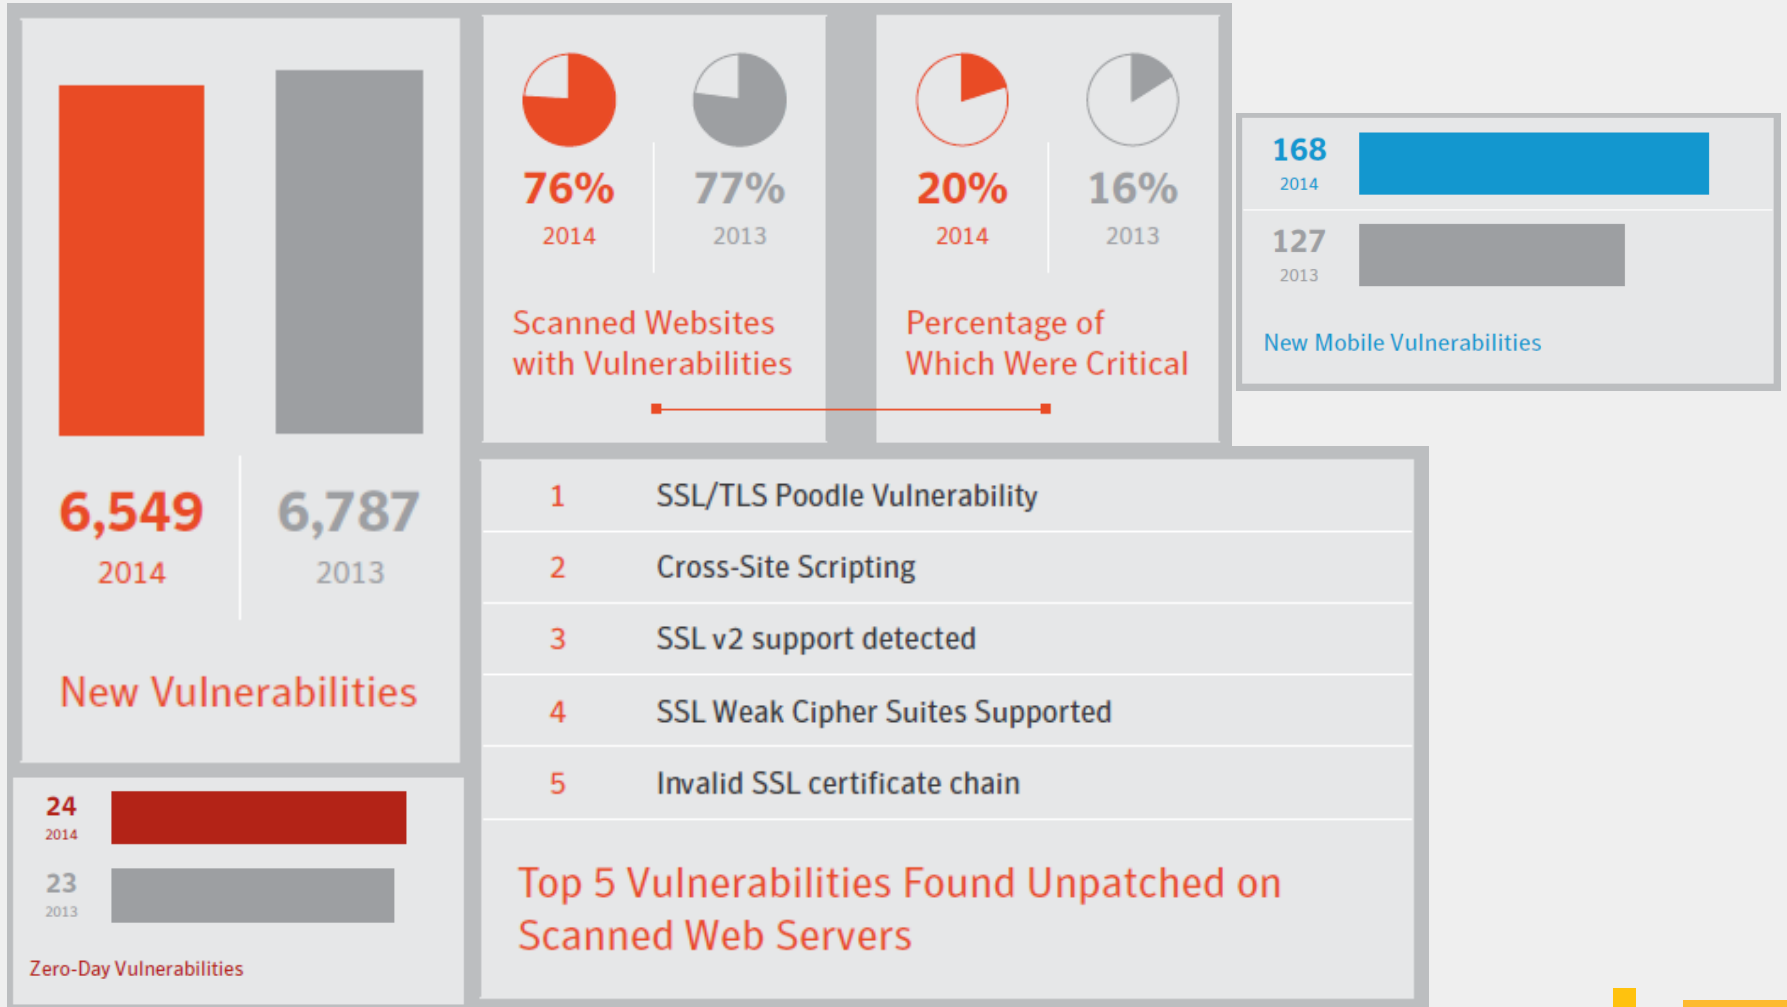 6,549
2014
6,787
2013
New Vulnerabilities
76%
2014
77%
2013
Scanned Websites
with Vulnerabilities
20%
2014
16%
2013
Percentage of
Which Were Critical
168
2014
127
2013
New Mobile Vulnerabilities
24
2014
23
2013
Zero-Day Vulnerabilities
1 SSL/TLS Poodle Vulnerability
2 Cross-Site Scripting
3 SSL v2 support detected
4 SSL Weak Cipher Suites Supported
5 Invalid SSL certificate chain
Top 5 Vulnerabilities Found Unpatched on
Scanned Web Servers